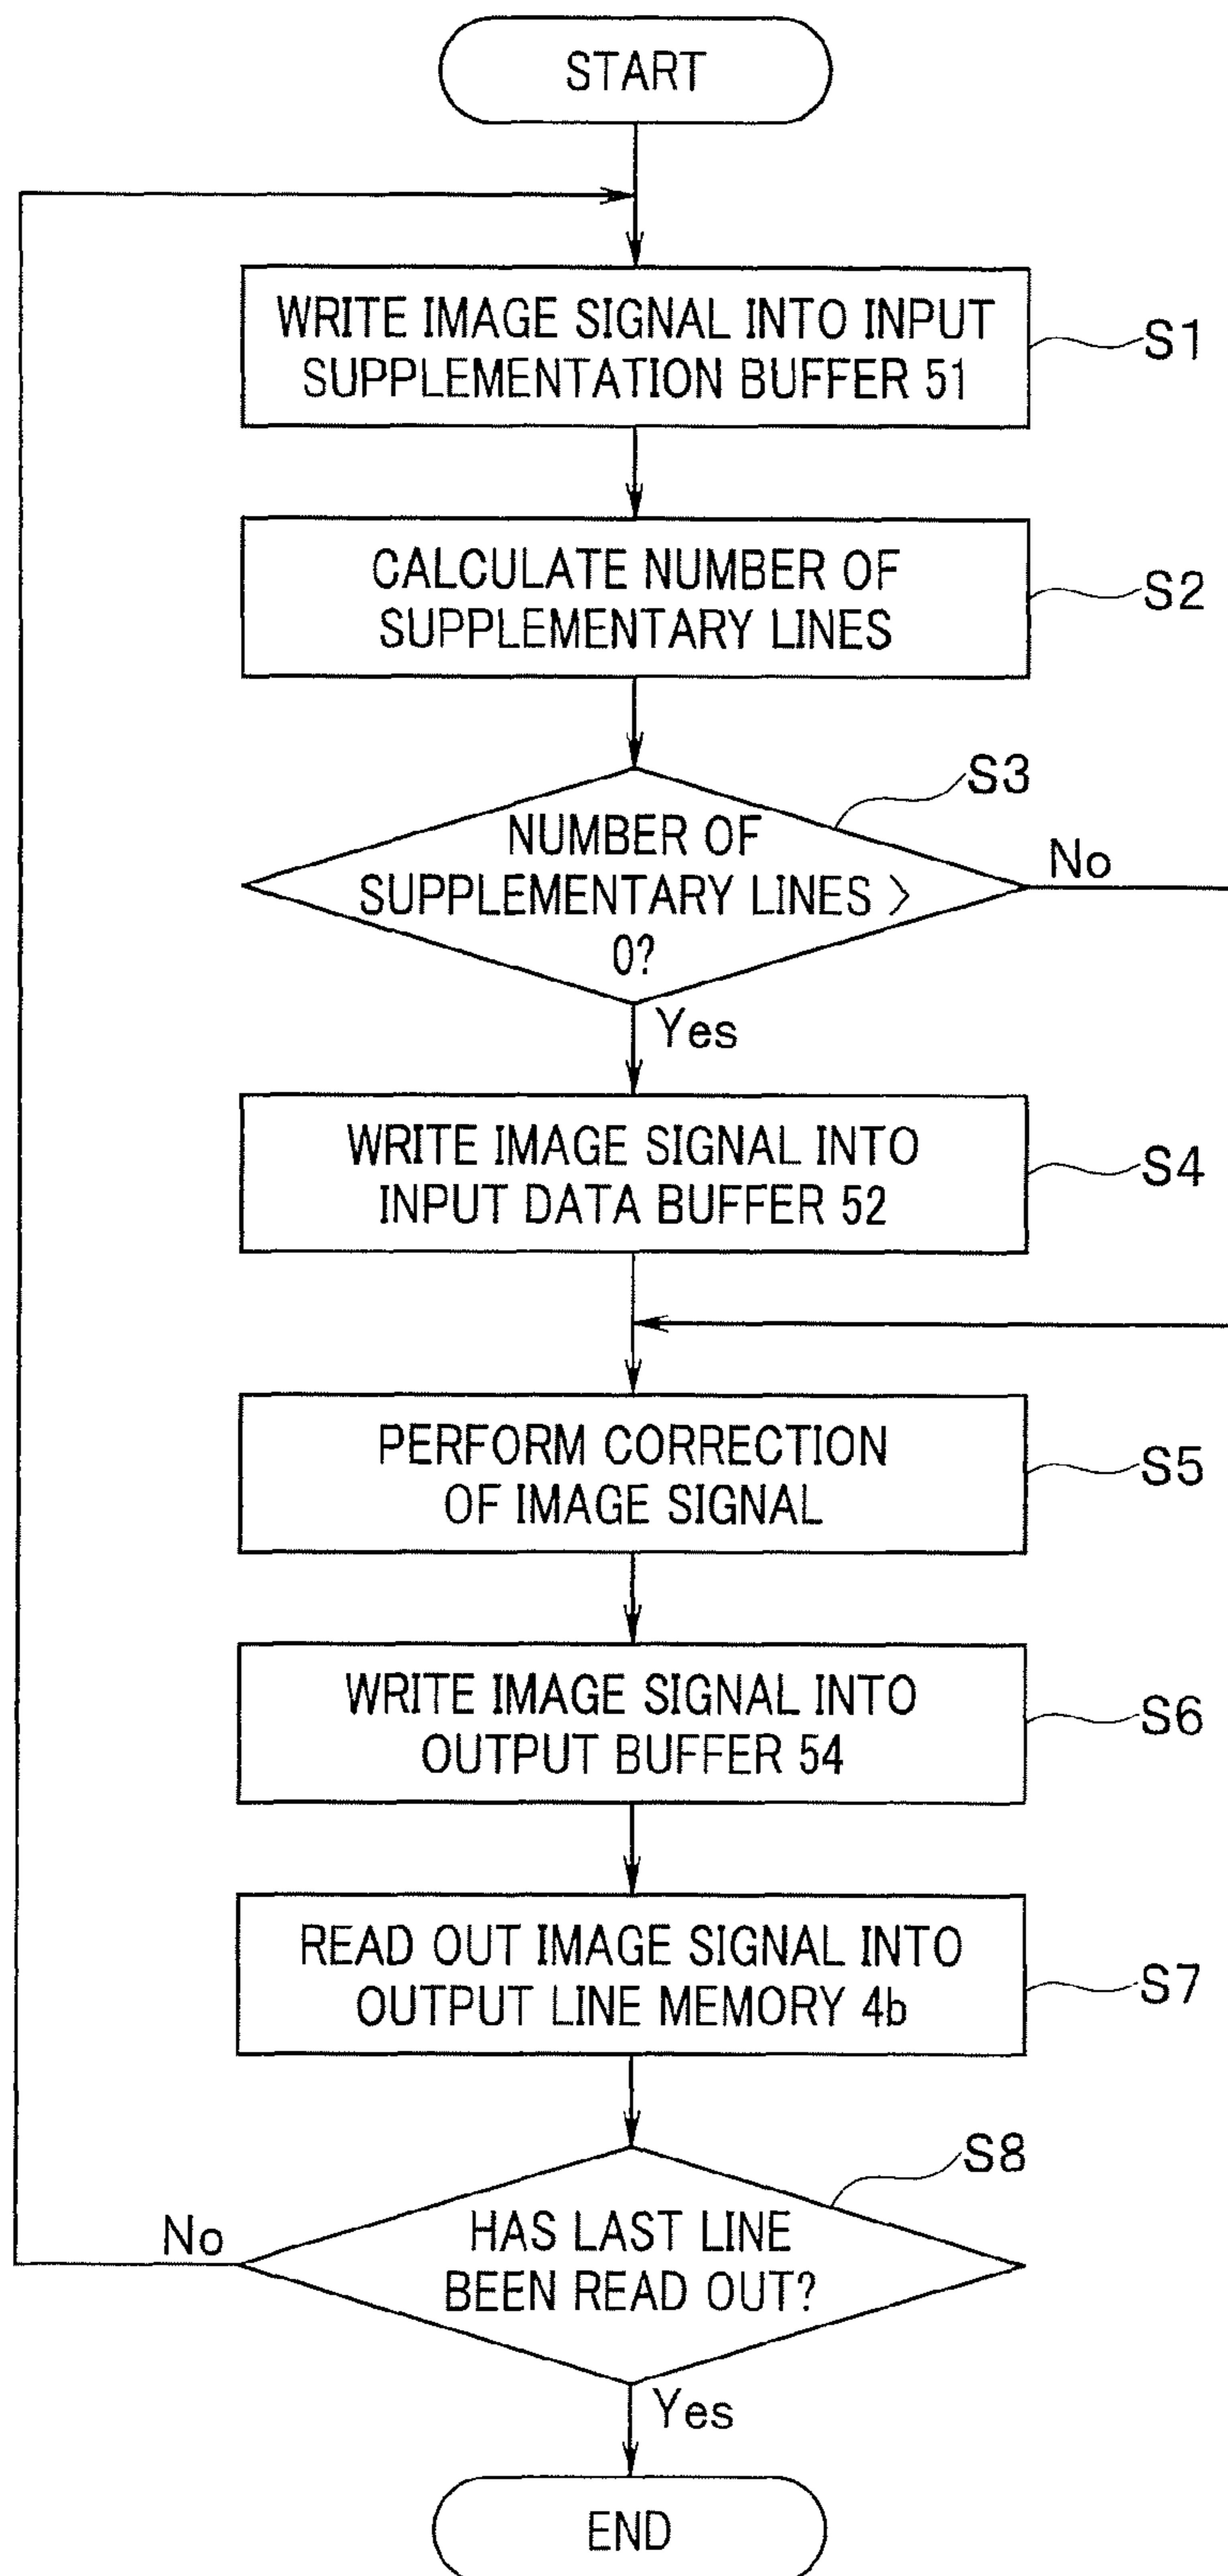 START
WRITE IMAGE SIGNAL INTO INPUT
SUPPLEMENTATION BUFFER 51
S1
CALCULATE NUMBER OF
SUPPLEMENTARY LINES
S2
S3
NUMBER OF
SUPPLEMENTARY LINES >
0?
No
Yes
WRITE IMAGE SIGNAL INTO
INPUT DATA BUFFER 52
S4
PERFORM CORRECTION
OF IMAGE SIGNAL
S5
WRITE IMAGE SIGNAL INTO
OUTPUT BUFFER 54
S6
READ OUT IMAGE SIGNAL INTO
OUTPUT LINE MEMORY 4b
S7
S8
HAS LAST LINE
BEEN READ OUT?
No
Yes
END